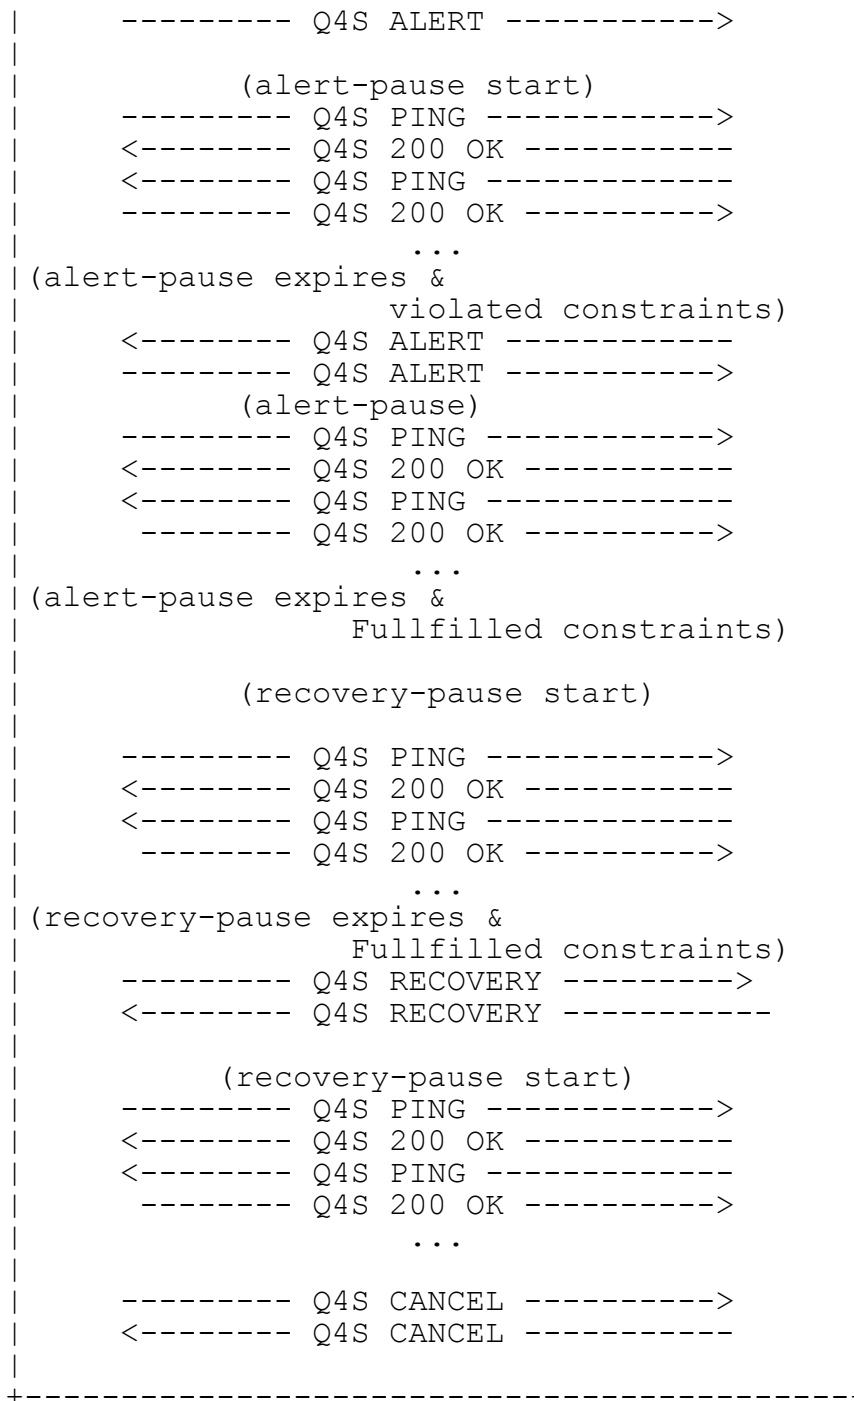 |     --------- Q4S ALERT ----------->
|
|           (alert-pause start)
|     --------- Q4S PING ------------>
|     <-------- Q4S 200 OK -----------
|     <-------- Q4S PING -------------
|     --------- Q4S 200 OK ---------->
|                    ...
|(alert-pause expires &
|                   violated constraints)
|     <-------- Q4S ALERT ------------
|     --------- Q4S ALERT ----------->
|           (alert-pause)
|     --------- Q4S PING ------------>
|     <-------- Q4S 200 OK -----------
|     <-------- Q4S PING -------------
|      -------- Q4S 200 OK ---------->
|                    ...
|(alert-pause expires &
|                 Fullfilled constraints)
|
|           (recovery-pause start)
|
|     --------- Q4S PING ------------>
|     <-------- Q4S 200 OK -----------
|     <-------- Q4S PING -------------
|      -------- Q4S 200 OK ---------->
|                    ...
|(recovery-pause expires &
|                 Fullfilled constraints)
|     --------- Q4S RECOVERY --------->
|     <-------- Q4S RECOVERY -----------
|
|          (recovery-pause start)
|     --------- Q4S PING ------------>
|     <-------- Q4S 200 OK -----------
|     <-------- Q4S PING -------------
|      -------- Q4S 200 OK ---------->
|                    ...
|
|     --------- Q4S CANCEL ---------->
|     <-------- Q4S CANCEL -----------
|
+-------------------------------------------